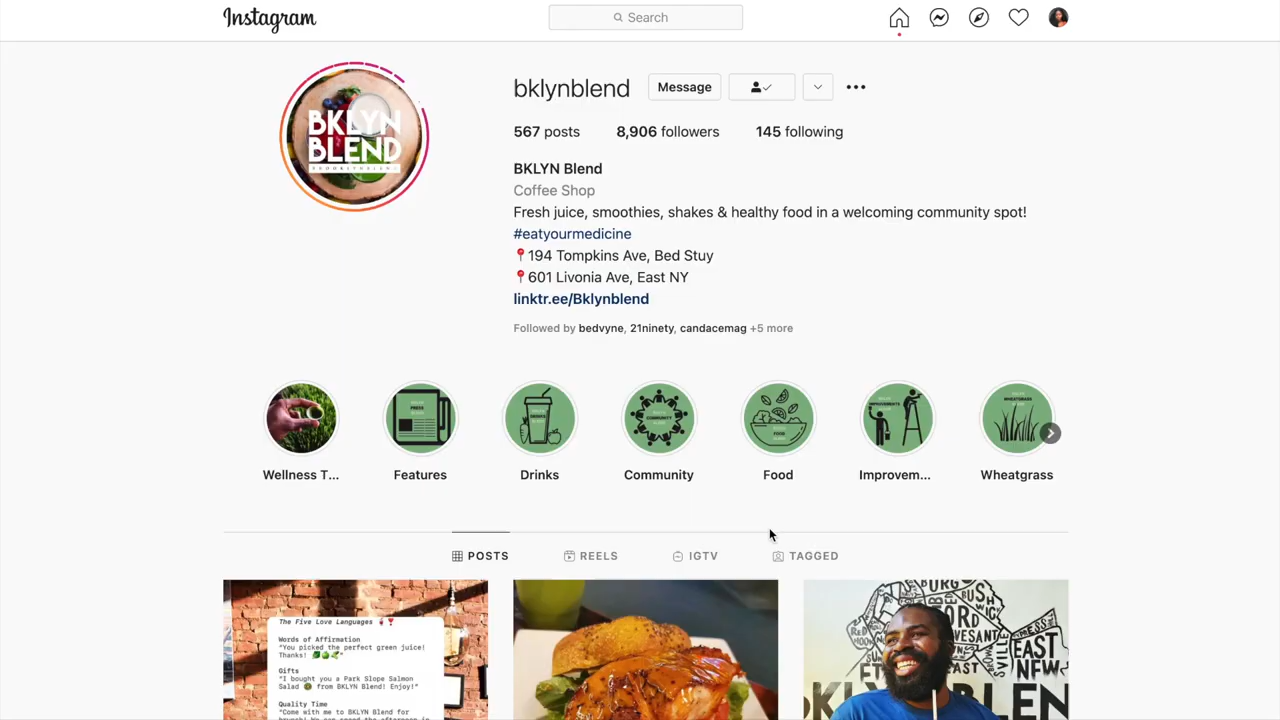 Instagram
Search
BKLYN
BLEND
bklynblend
Message
567 posts
8,906 followers
145 following
BKLYN Blend
Coffee Shop
Fresh juice, smoothies, shakes & healthy food in a welcoming community spot!
#eatyourmedicine
📍194 Tompkins Ave, Bed Stuy
📍601 Livonia Ave, East NY
linktr.ee/Bklynblend
Followed by bedvyne, 21ninety, candacemag +5 more
Wellness T...
Features
Drinks
Community
Food
Improvem...
Wheatgrass
POSTS
REELS
IGTV
TAGGED
The Five Love Languages 🍷❣️
Words of Affirmation
"You picked the perfect green juice!
Thanks!
Gifts
"I bought you a Park Slope Salmon
Salad 🥗 from BKLYN Blend! Enjoy!"
Quality Time
"Come with me to BKLYN Blend for
EAST
NEW